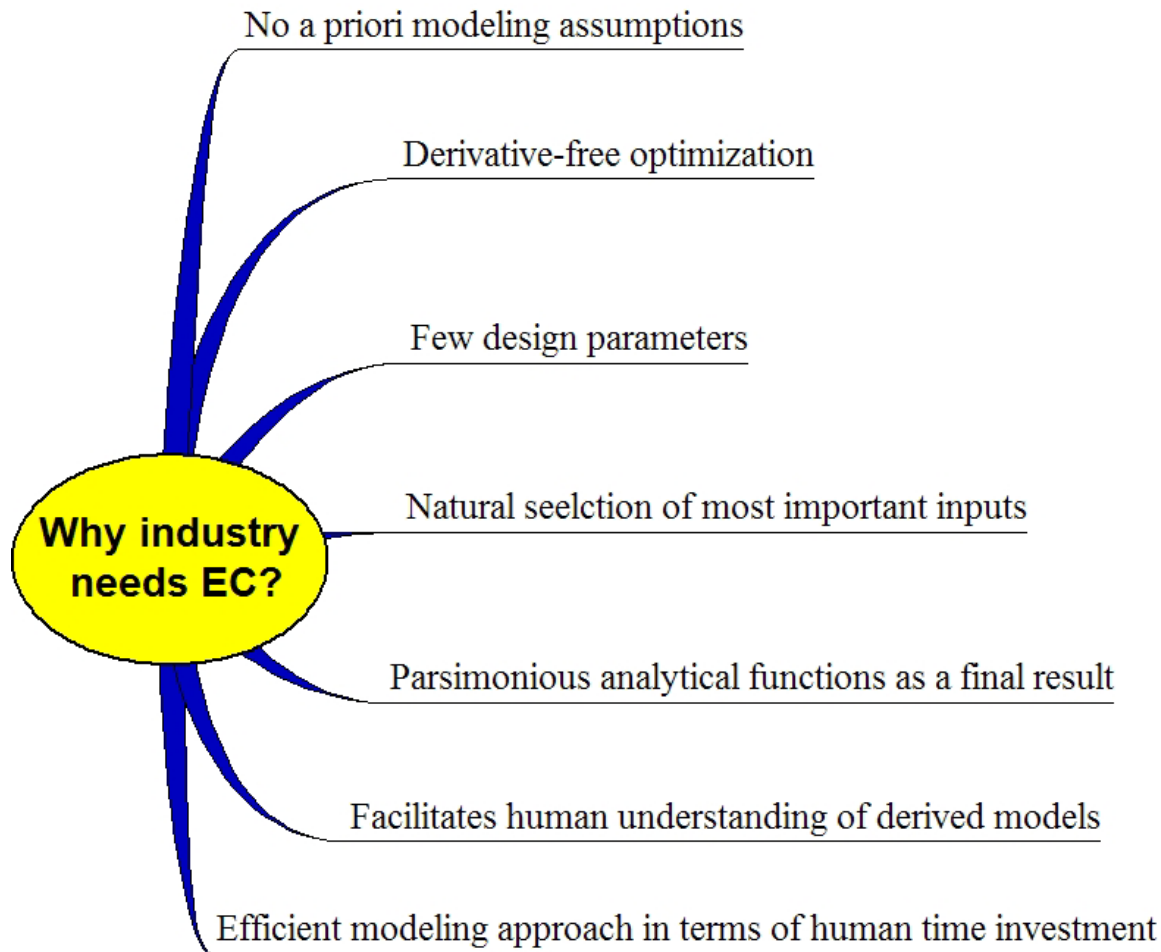 No a priori modeling assumptions
Derivative-free optimization
Few design parameters
Natural seelction of most important inputs
Why industry
needs EC?
Parsimonious analytical functions as a final result
Facilitates human understanding of derived models
Efficient modeling approach in terms of human time investment